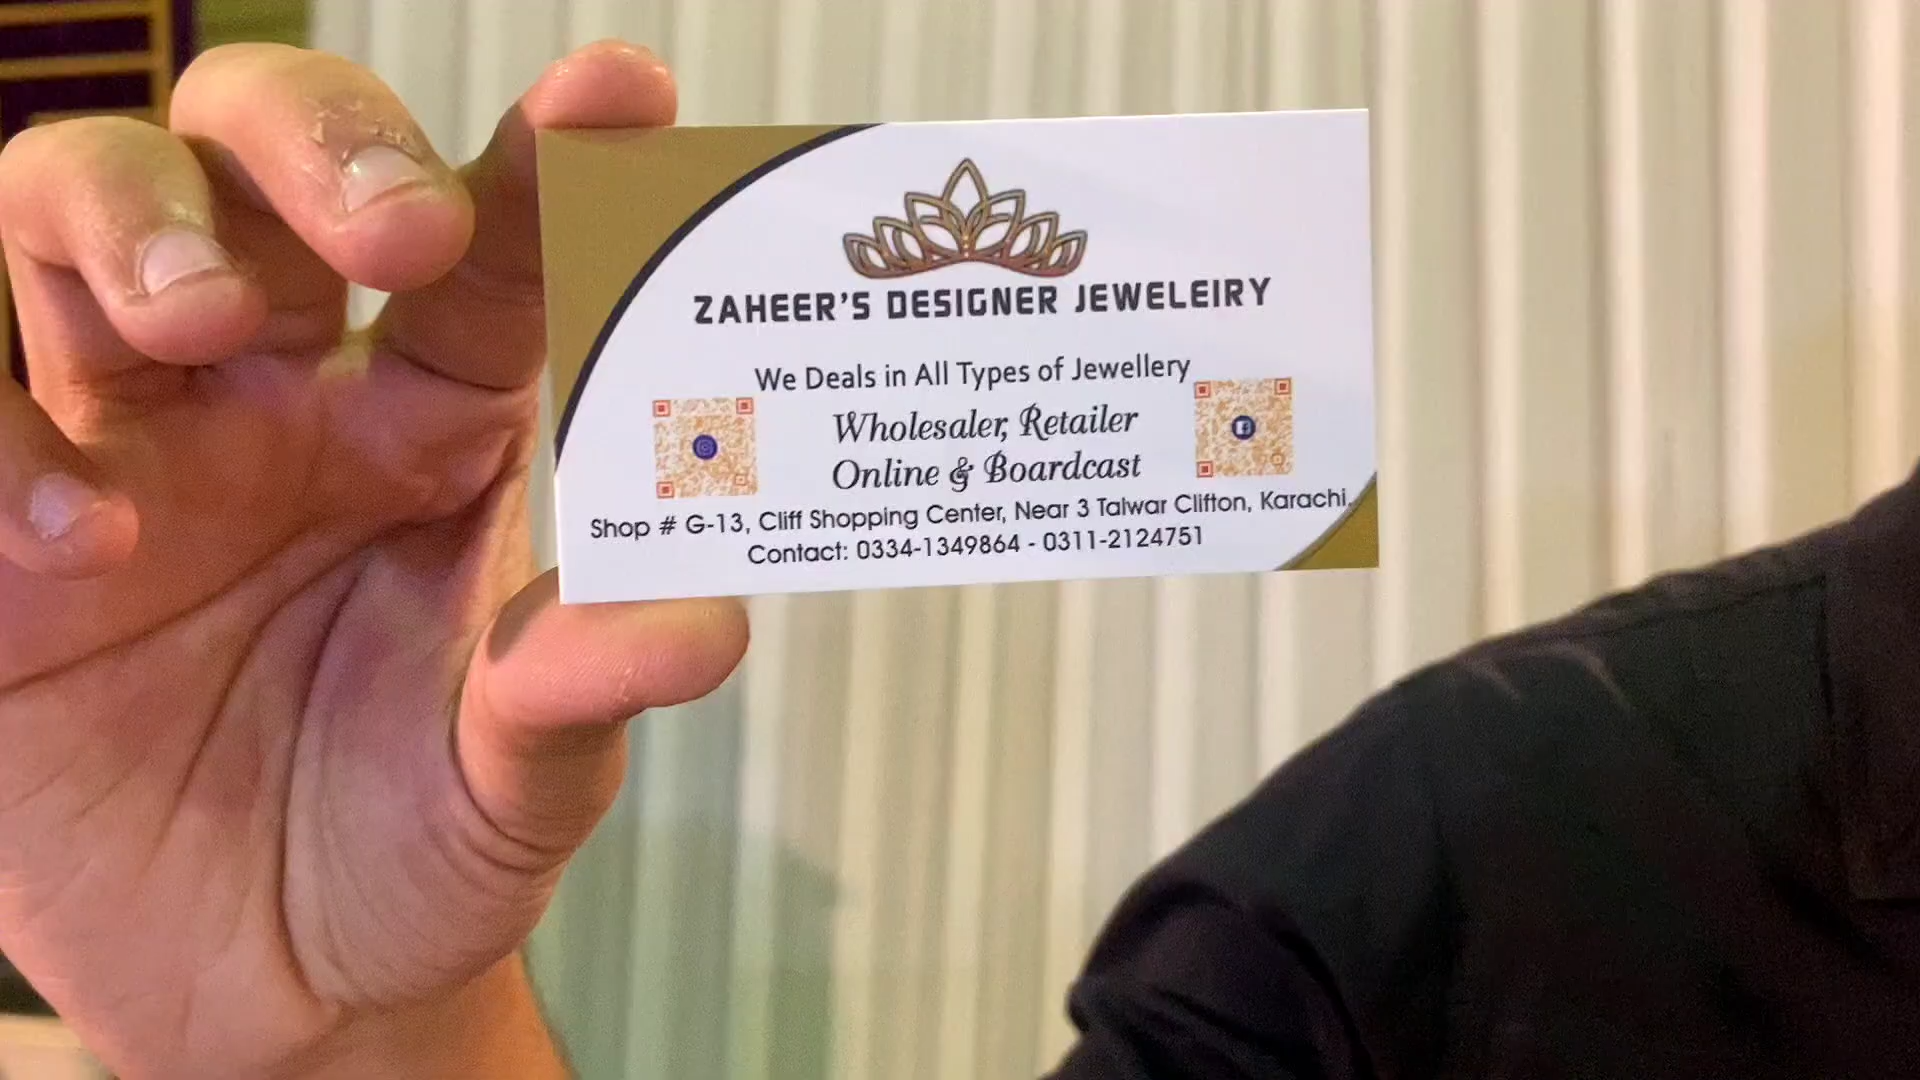 ZAHEER'S DESIGNER JEWELEIRY
We Deals in All Types of Jewellery
Wholesaler, Retailer
Online & Boardcast
Shop # G-13, Cliff Shopping Center, Near 3 Talwar Clifton, Karachi.
Contact: 0334-1349864 - 0311-2124751